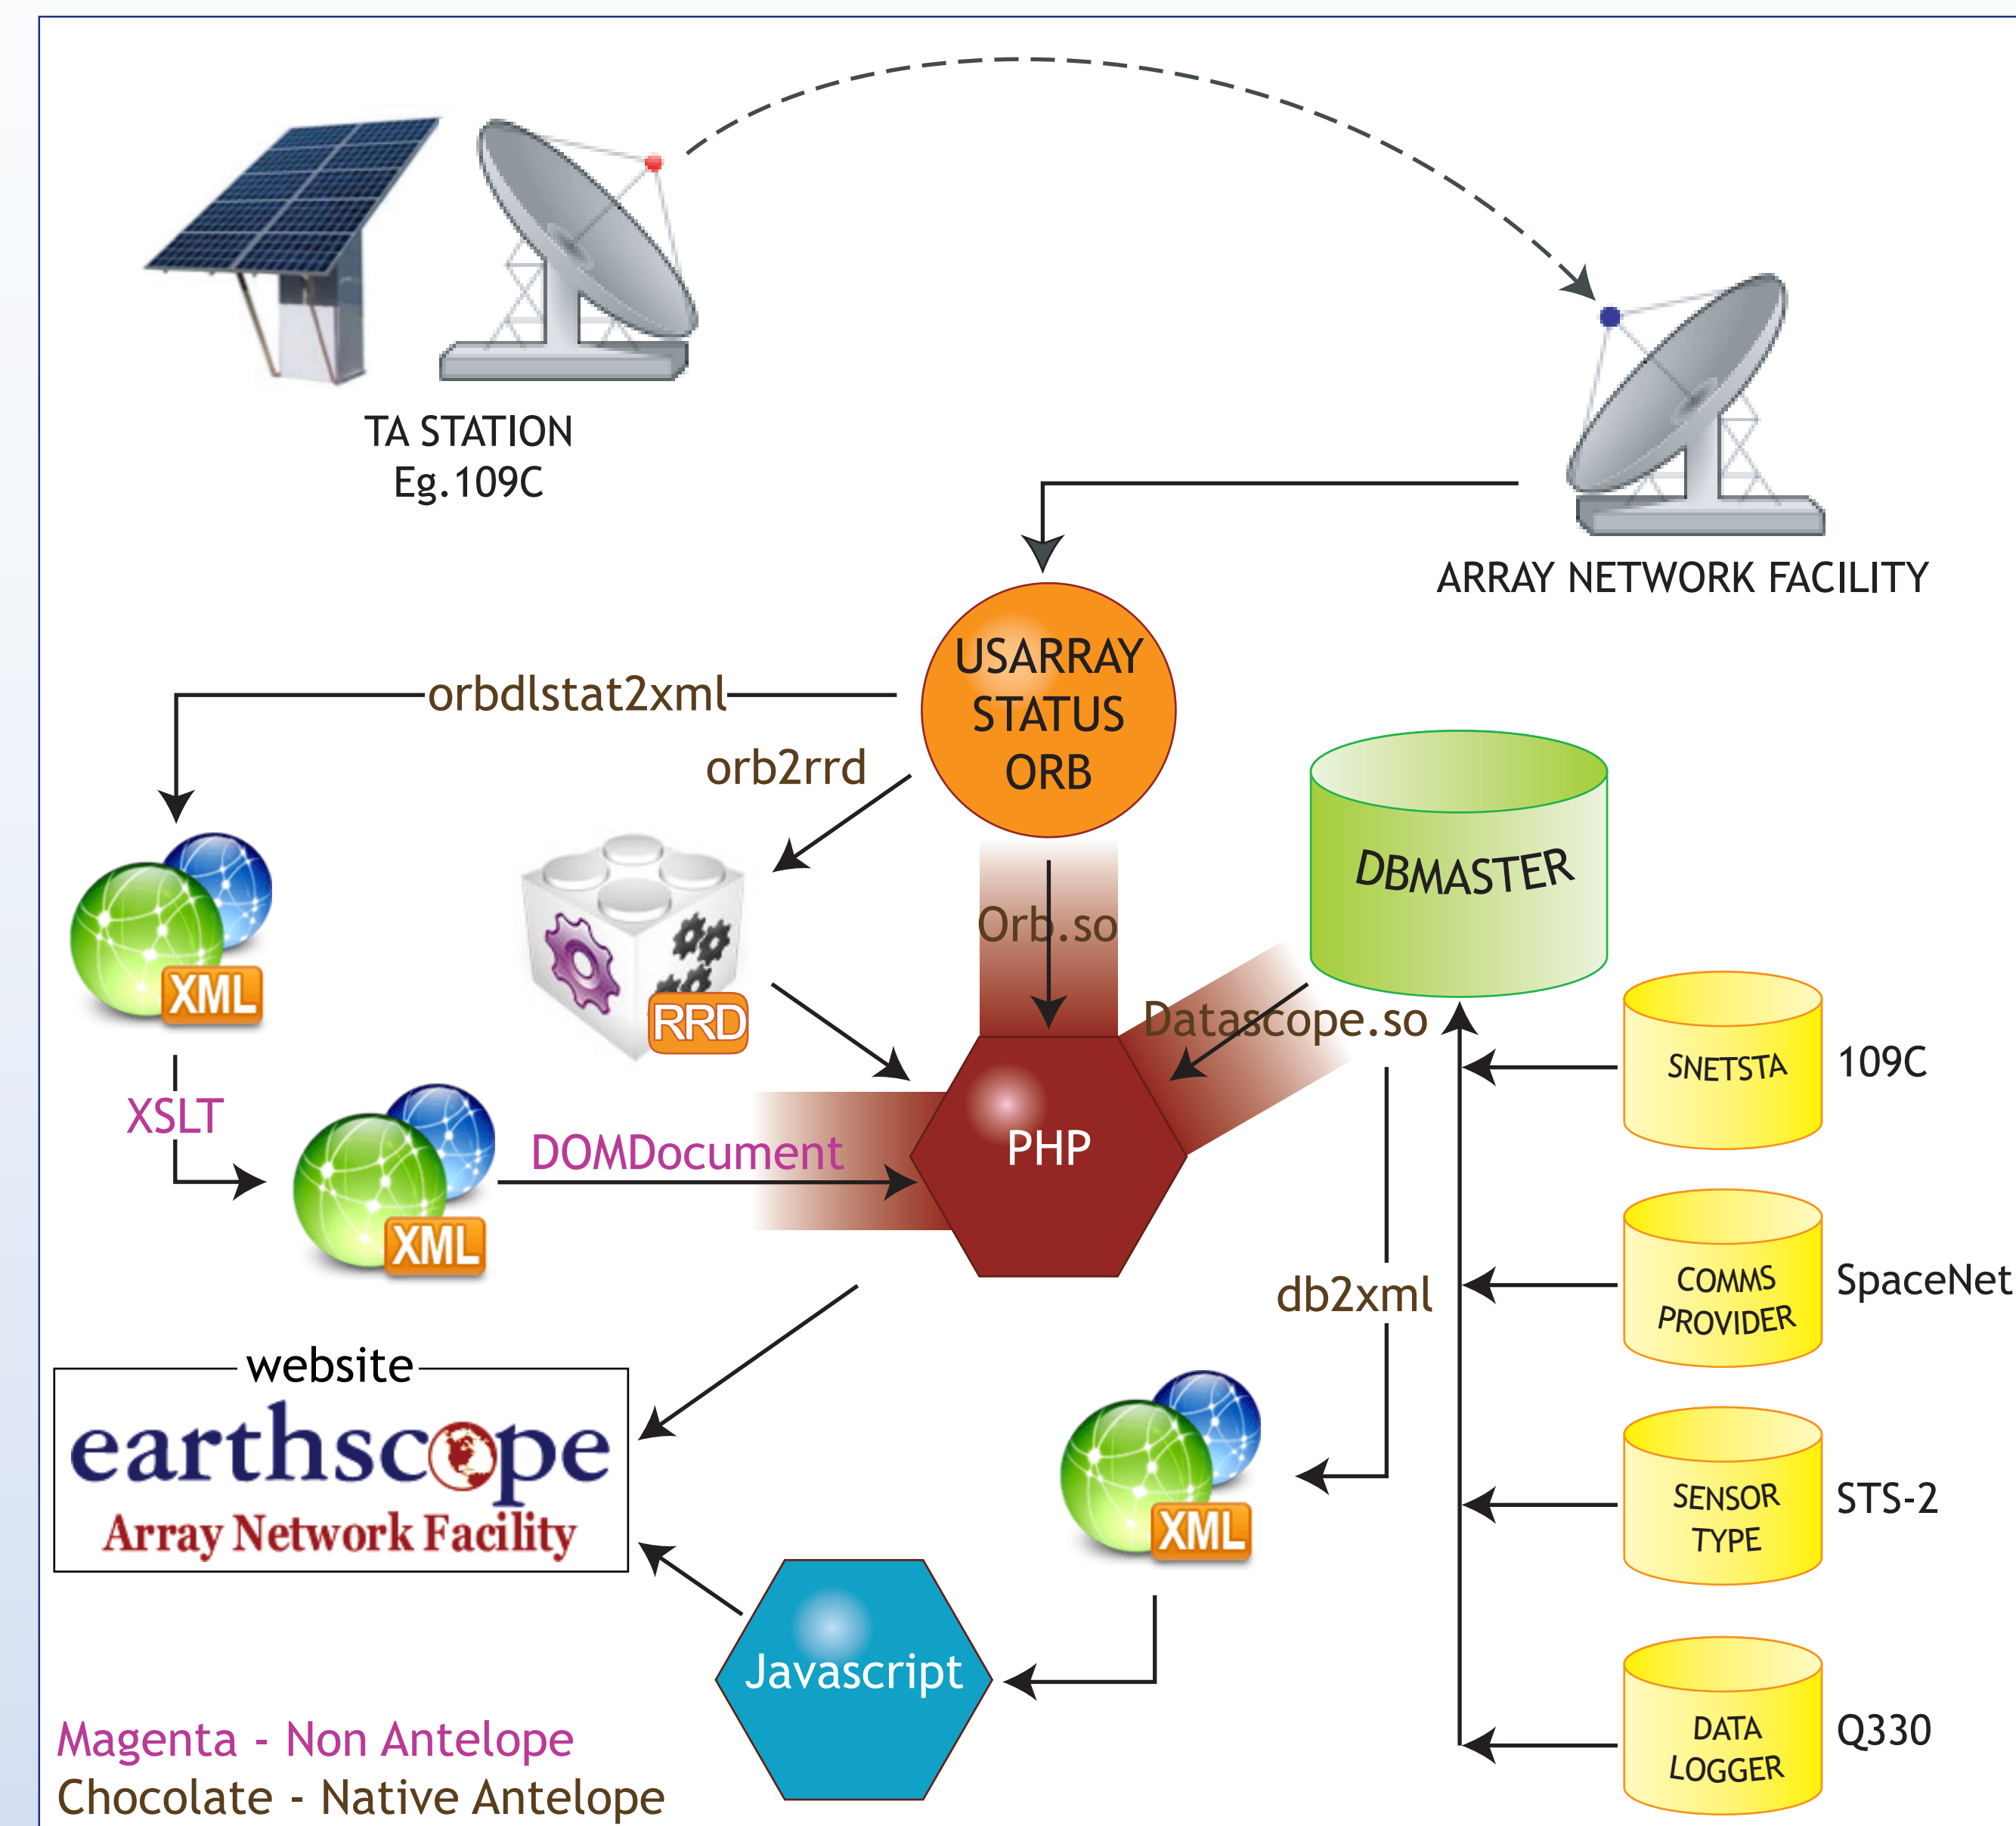 TA STATION
Eg.109C
ARRAY NETWORK FACILITY
USARRAY
STATUS
ORB
orbdlstat2xml
orb2rrd
DBMASTER
XML
RRD
Orb.so
Datascope.so
SNETSTA
109C
XSLT
DOMDocument
PHP
XML
COMMS
PROVIDER
SpaceNet
db2xml
website
earthscope
Array Network Facility
XML
SENSOR
TYPE
STS-2
Javascript
DATA
LOGGER
Q330
Magenta - Non Antelope
Chocolate - Native Antelope